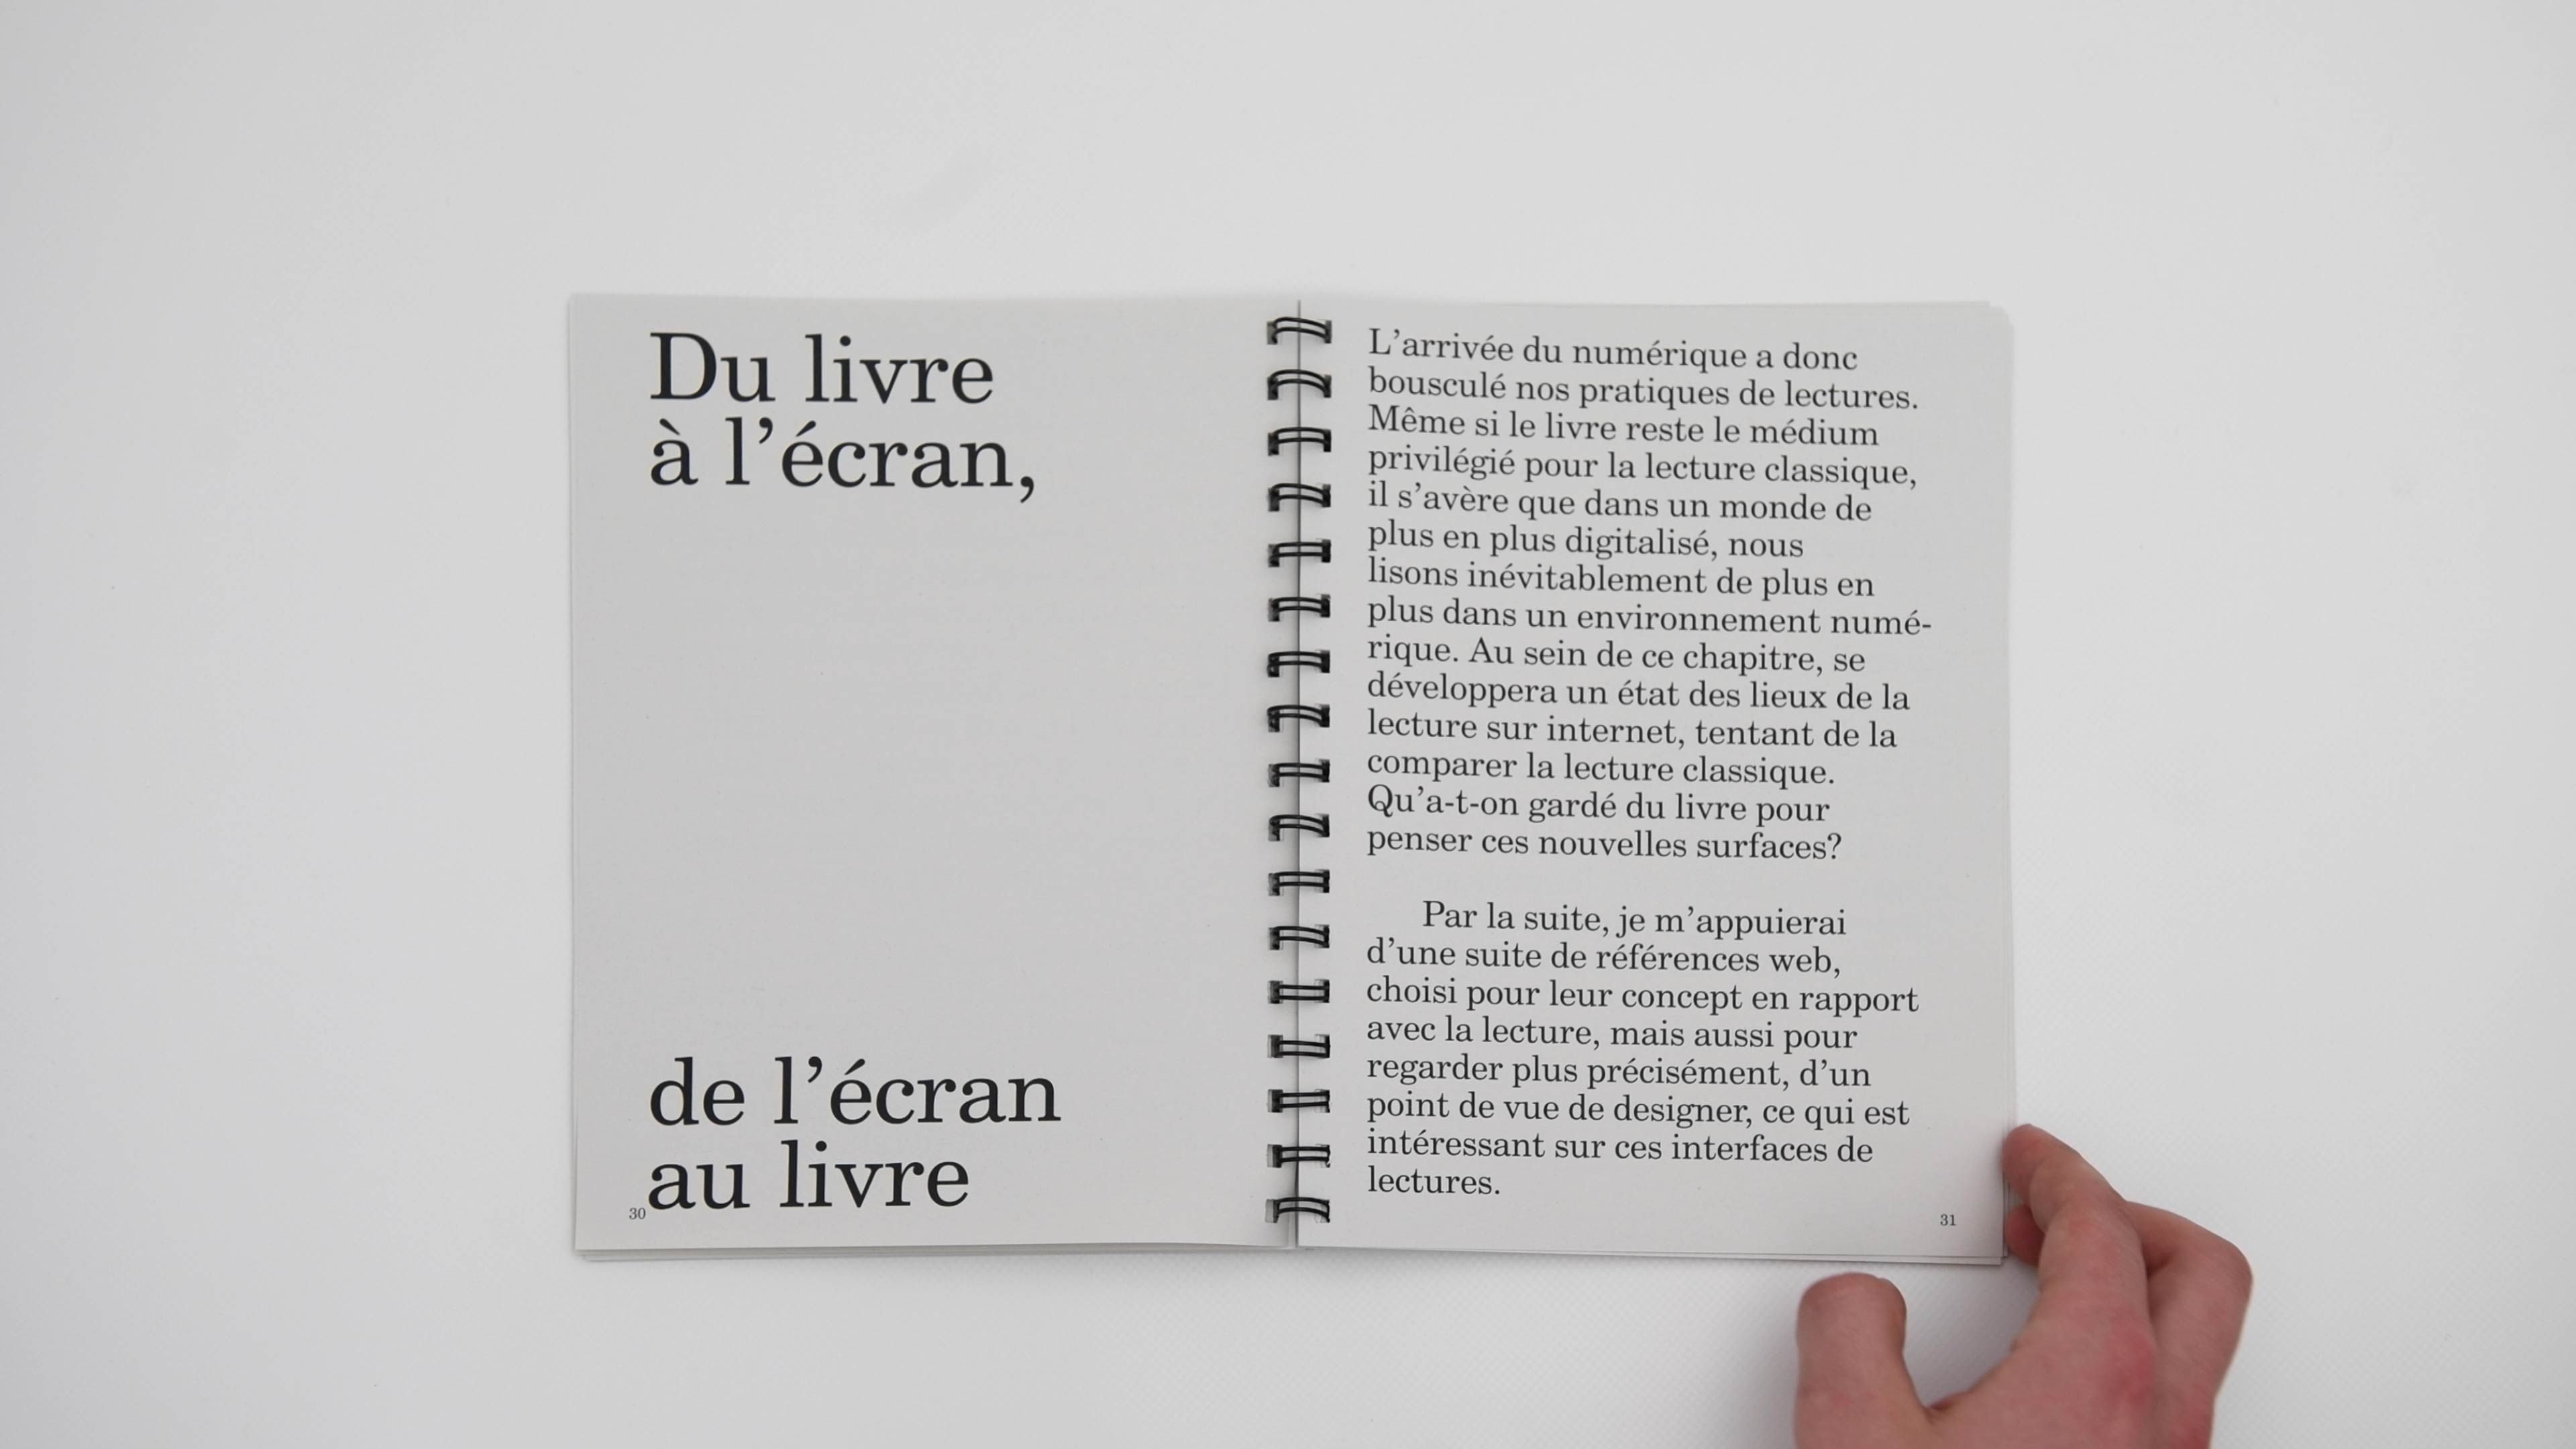 Du livre
à l’écran,
de l’écran
au livre
30
L’arrivée du numérique a donc
bousculé nos pratiques de lectures.
Même si le livre reste le médium
privilégié pour la lecture classique,
il s’avère que dans un monde de
plus en plus digitalisé, nous
lisons inévitablement de plus en
plus dans un environnement numé-
rique. Au sein de ce chapitre, se
développera un état des lieux de la
lecture sur internet, tentant de la
comparer la lecture classique.
Qu’a-t-on gardé du livre pour
penser ces nouvelles surfaces?
Par la suite, je m’appuierai
d’une suite de références web,
choisi pour leur concept en rapport
avec la lecture, mais aussi pour
regarder plus précisément, d’un
point de vue de designer, ce qui est
intéressant sur ces interfaces de
lectures.
31